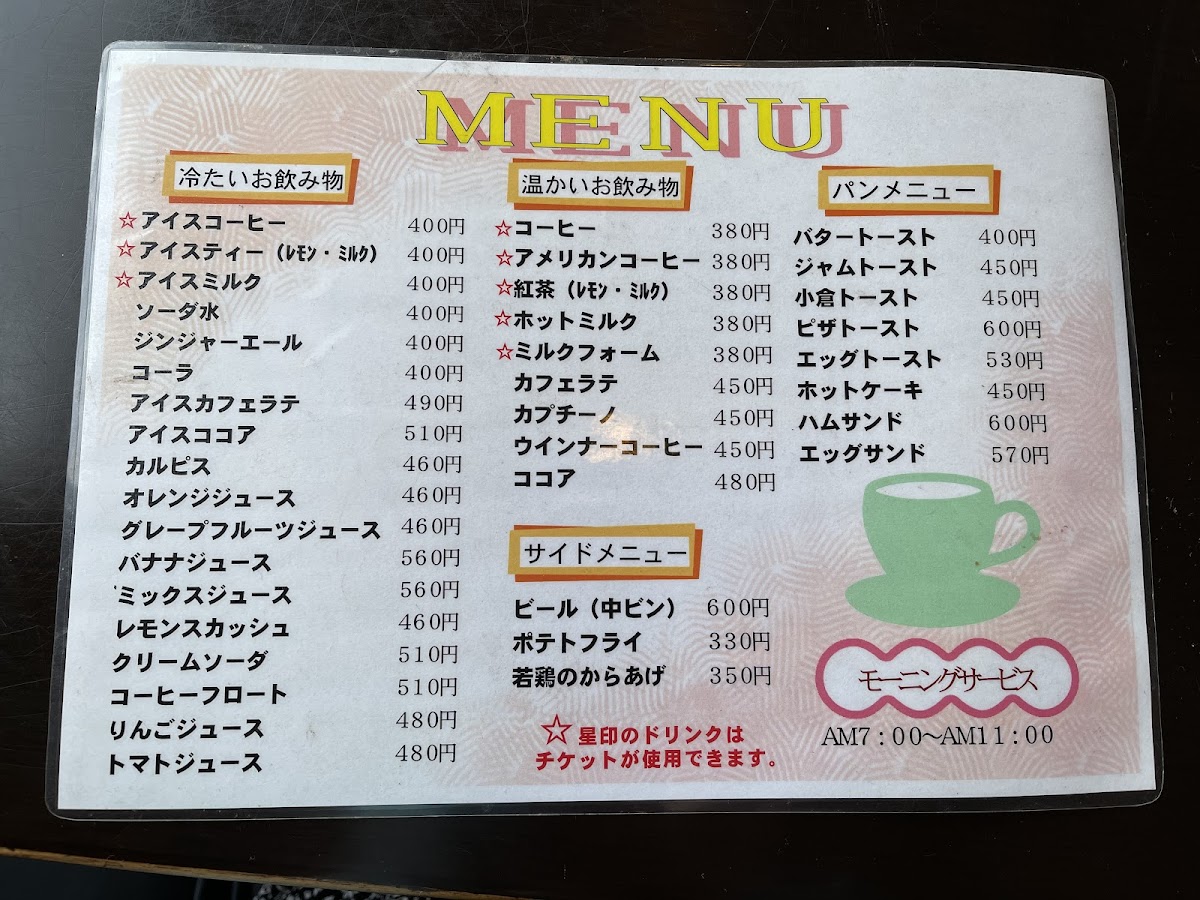 MENU
冷たいお飲み物
☆アイスコーヒー 400円
☆アイスティー（ﾚﾓﾝ・ﾐﾙｸ） 400円
☆アイスミルク 400円
ソーダ水 400円
ジンジャーエール 400円
コーラ 400円
アイスカフェラテ 490円
アイスココア 510円
カルピス 460円
オレンジジュース 460円
グレープフルーツジュース 460円
バナナジュース 560円
ミックスジュース 560円
レモンスカッシュ 460円
クリームソーダ 510円
コーヒーフロート 510円
りんごジュース 480円
トマトジュース 480円
温かいお飲み物
☆コーヒー 380円
☆アメリカンコーヒー 380円
☆紅茶（ﾚﾓﾝ・ﾐﾙｸ） 380円
☆ホットミルク 380円
☆ミルクフォーム 380円
カフェラテ 450円
カプチーノ 450円
ウインナーコーヒー 450円
ココア 480円
サイドメニュー
ビール（中ビン） 600円
ポテトフライ 330円
若鶏のからあげ 350円
☆星印のドリンクは
チケットが使用できます。
パンメニュー
バタートースト 400円
ジャムトースト 450円
小倉トースト 450円
ピザトースト 600円
エッグトースト 530円
ホットケーキ 450円
ハムサンド 600円
エッグサンド 570円
モーニングサービス
AM7：00～AM11：00